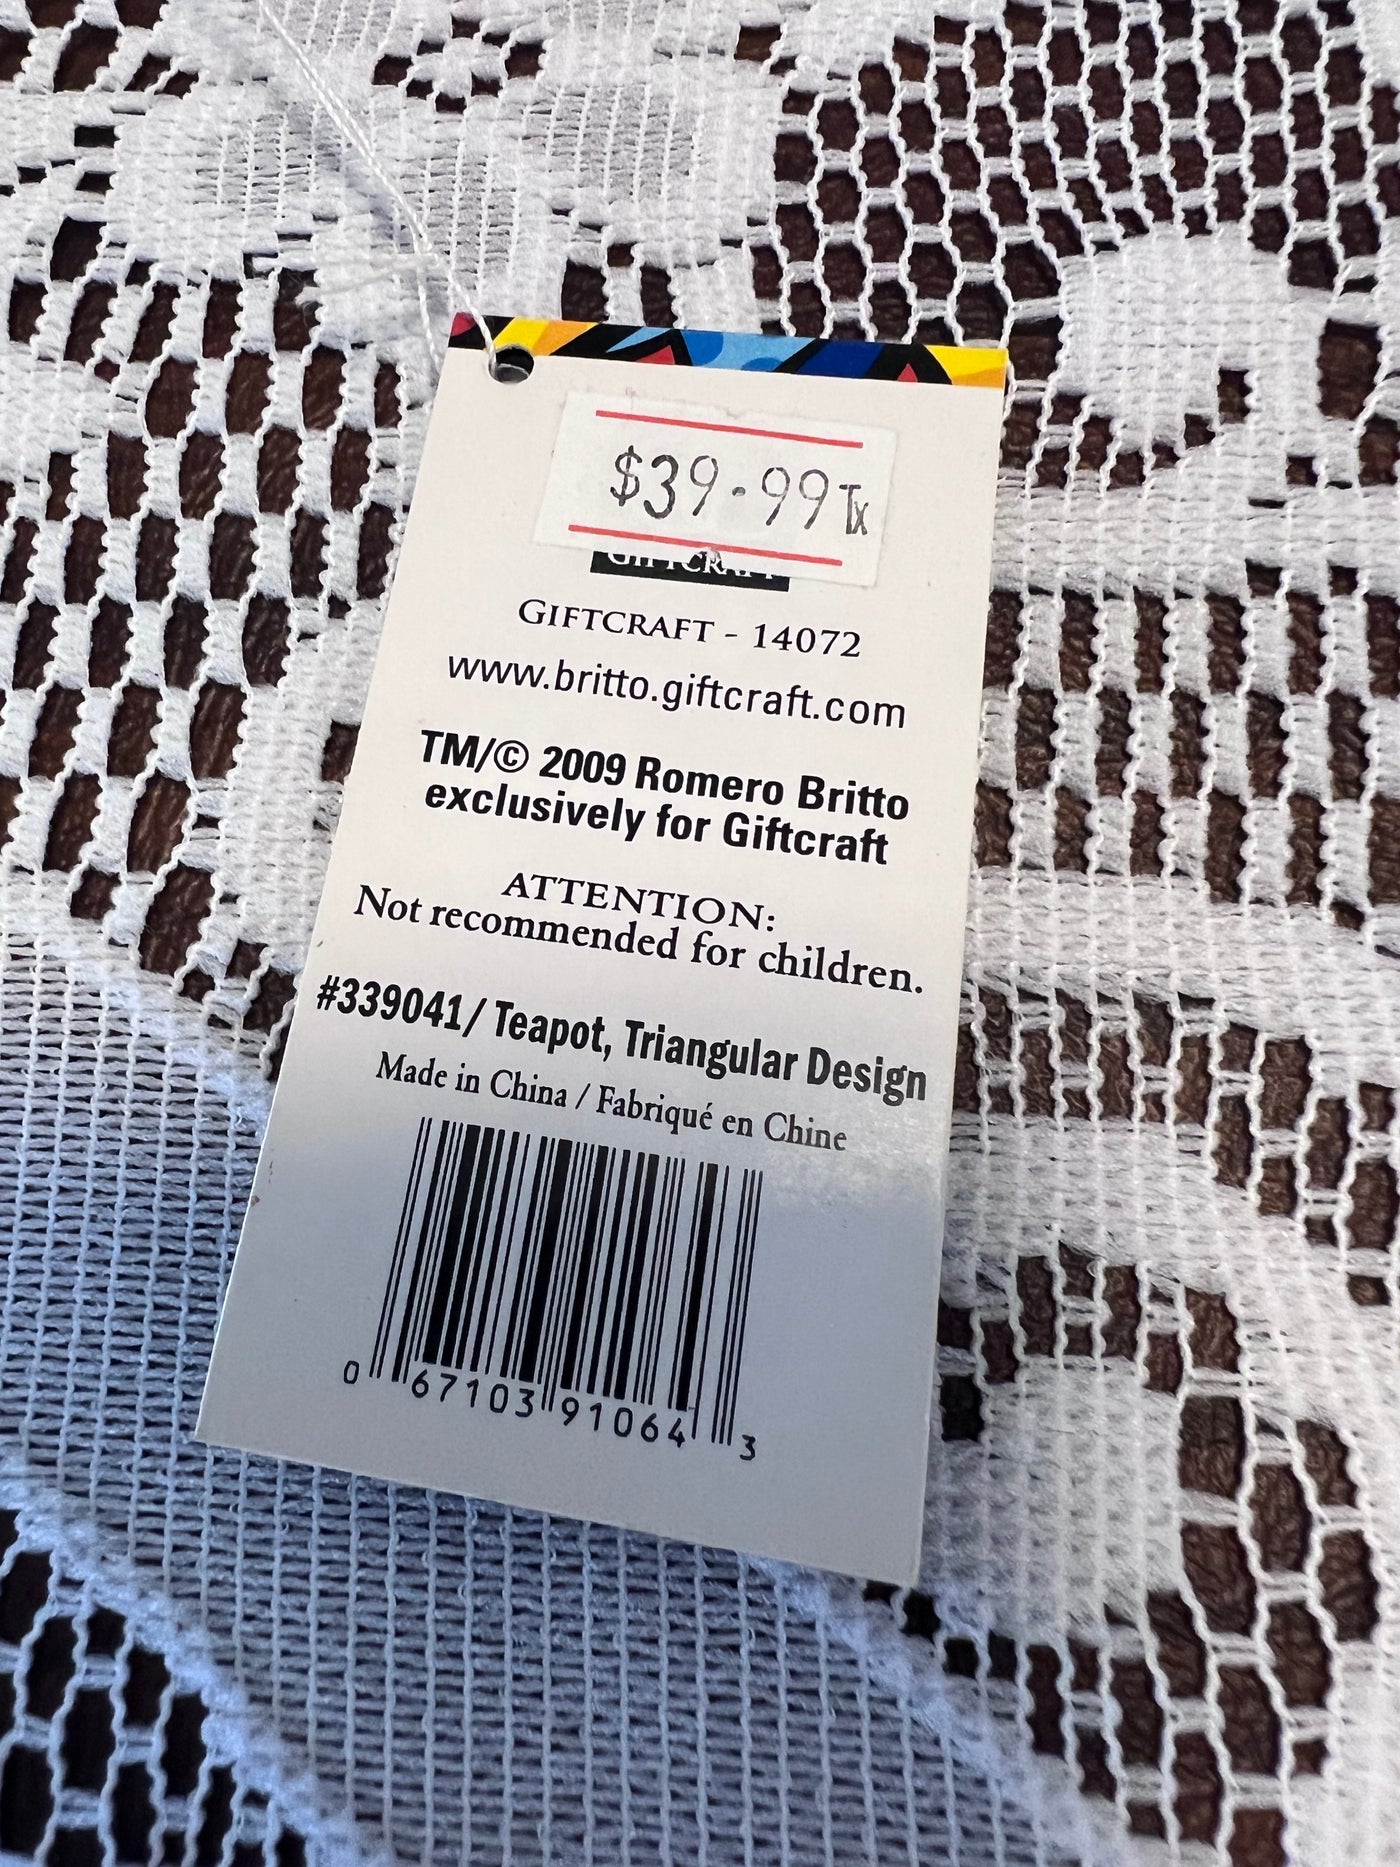 $39.99 Tx
GIFTCRAFT
GIFTCRAFT - 14072
www.britto.giftcraft.com
TM/© 2009 Romero Britto
exclusively for Giftcraft
ATTENTION:
Not recommended for children.
#339041/ Teapot, Triangular Design
Made in China / Fabriqué en Chine
0 67103 91064 3